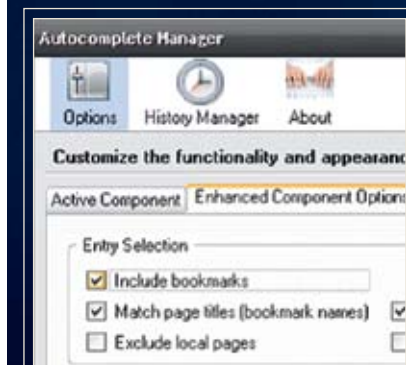 Autocomplete Manager
Options History Manager About
Customize the functionality and appearanc
Active Component Enhanced Component Options
Entry Selection
Include bookmarks
Match page titles (bookmark names)
Exclude local pages